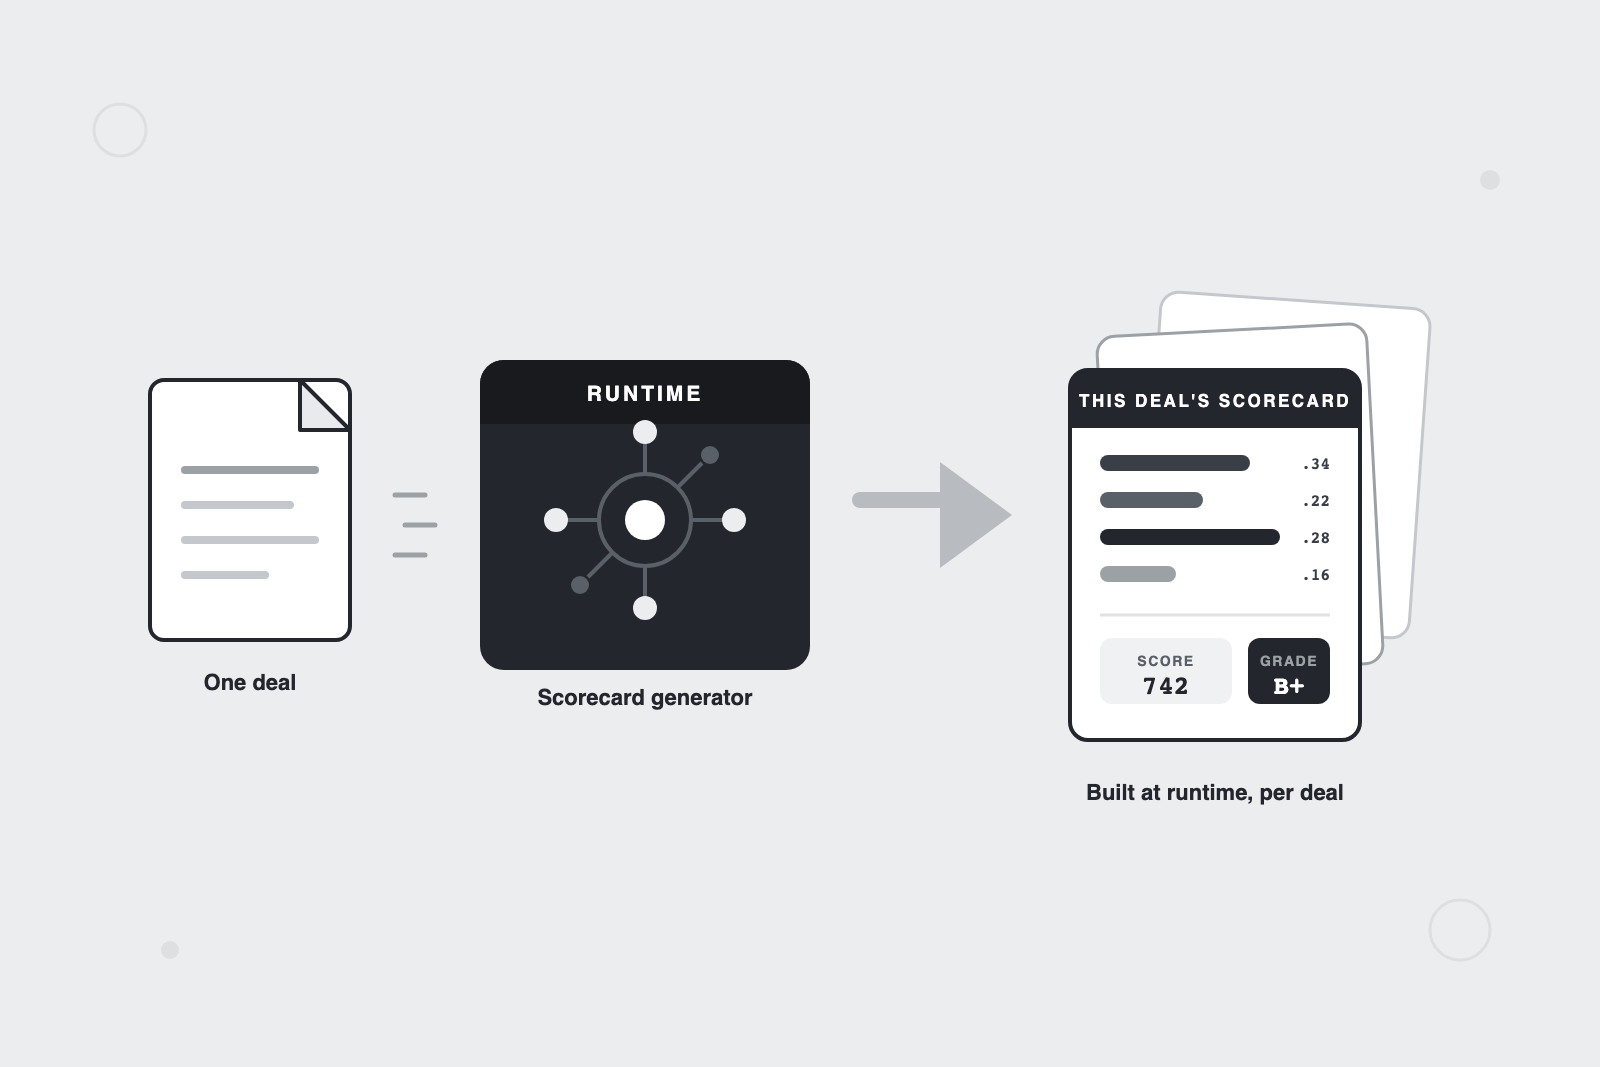 One deal
RUNTIME
Scorecard generator
THIS DEAL'S SCORECARD
.34
.22
.28
.16
SCORE
742
GRADE
B+
Built at runtime, per deal